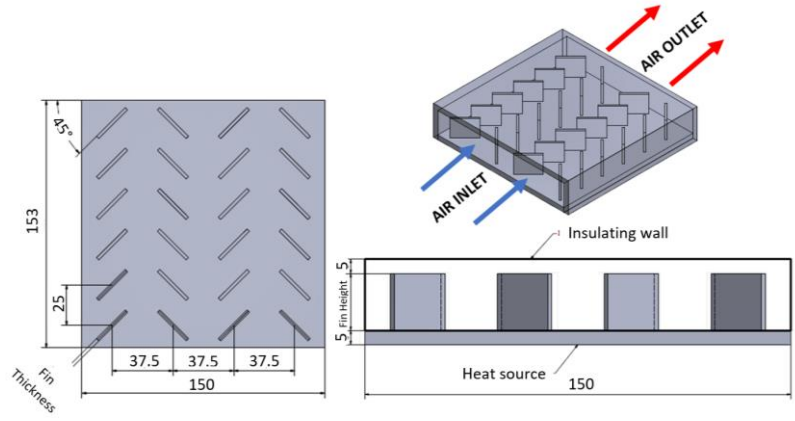 AIR OUTLET
AIR INLET
45°
153
25
37.5
37.5
37.5
150
Fin
Thickness
Insulating wall
5
Fin Height
5
Heat source
150